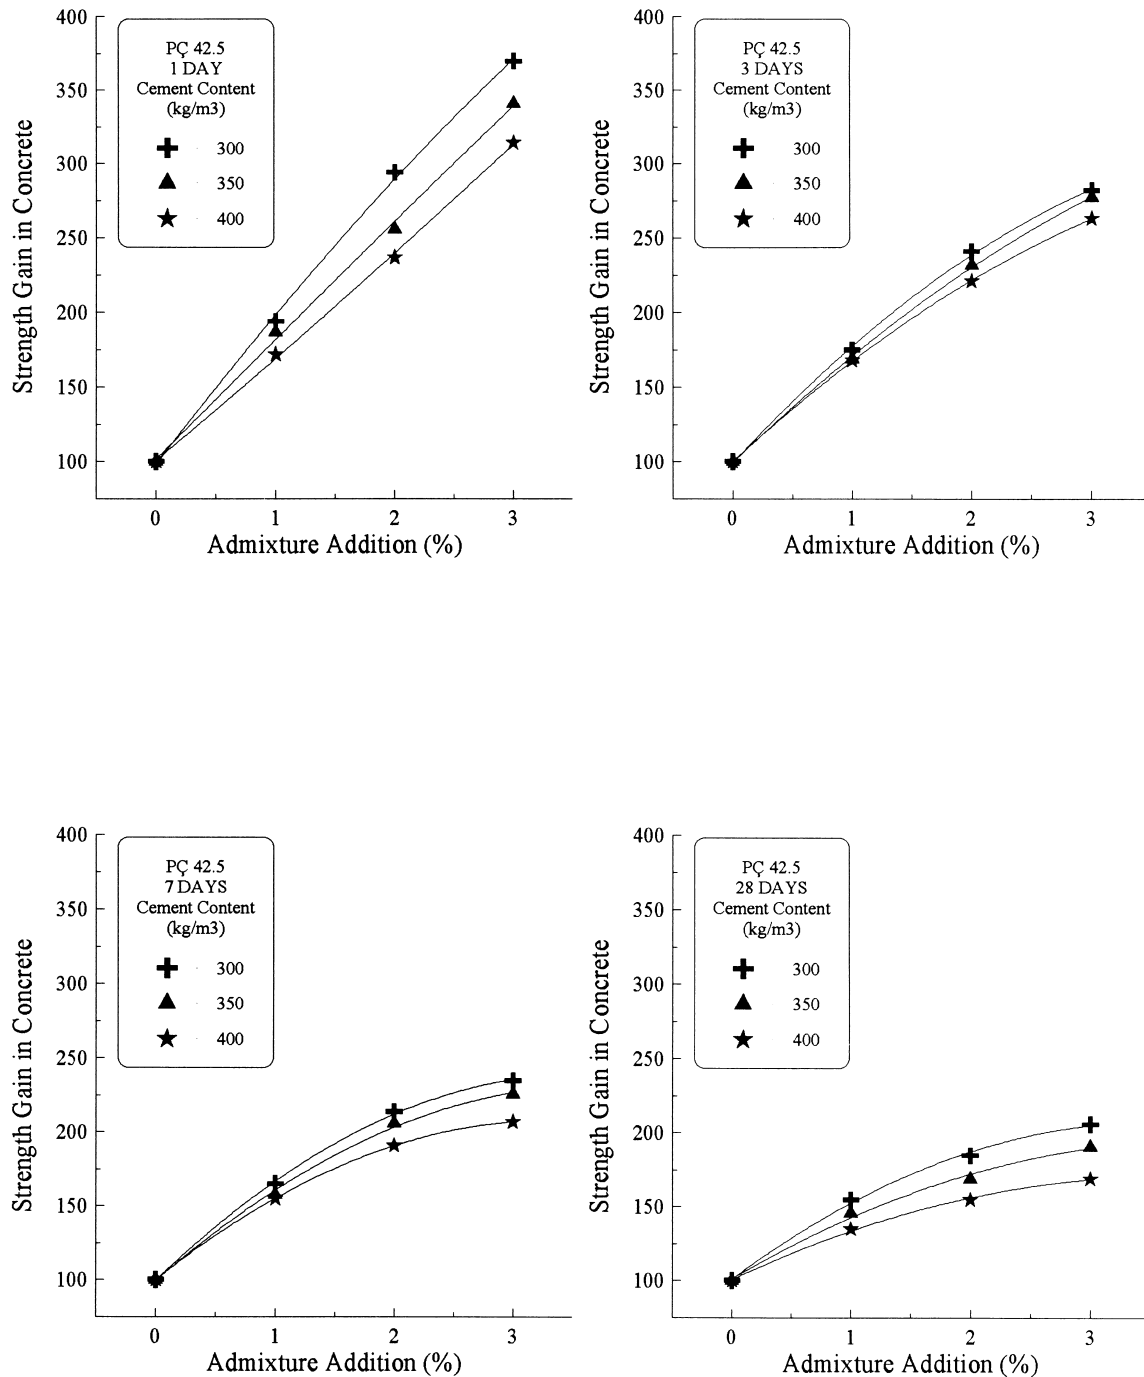 400
350
300
250
200
150
100
Strength Gain in Concrete
PÇ 42.5
1 DAY
Cement Content
(kg/m3)
300
350
400
0 1 2 3
Admixture Addition (%)
400
350
300
250
200
150
100
Strength Gain in Concrete
PÇ 42.5
3 DAYS
Cement Content
(kg/m3)
300
350
400
0 1 2 3
Admixture Addition (%)
400
350
300
250
200
150
100
Strength Gain in Concrete
PÇ 42.5
7 DAYS
Cement Content
(kg/m3)
300
350
400
0 1 2 3
Admixture Addition (%)
400
350
300
250
200
150
100
Strength Gain in Concrete
PÇ 42.5
28 DAYS
Cement Content
(kg/m3)
300
350
400
0 1 2 3
Admixture Addition (%)